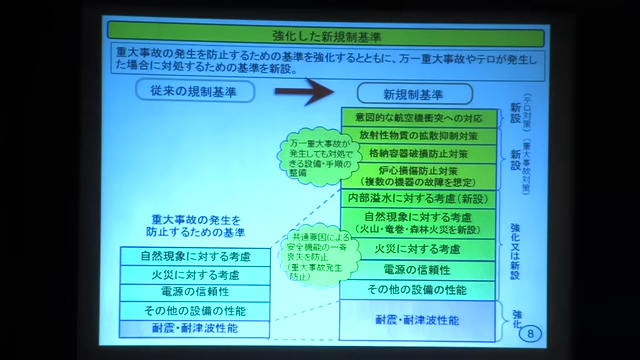 強化した新規制基準
重大事故の発生を防止するための基準を強化するとともに、万一重大事故やテロが発生し
た場合に対処するための基準を新設。
従来の規制基準
新規制基準
重大事故の発生を
防止するための基準
自然現象に対する考慮
火災に対する考慮
電源の信頼性
その他の設備の性能
耐震・耐津波性能
万一重大事故が
発生しても対処で
きる設備・手順の
整備
共通要因による
安全機能の一斉
喪失を防止
(重大事故発生
防止)
意図的な航空機衝突への対応
放射性物質の拡散抑制対策
格納容器破損防止対策
炉心損傷防止対策
(複数の機器の故障を想定)
内部溢水に対する考慮(新設)
自然現象に対する考慮
(火山・竜巻・森林火災を新設)
火災に対する考慮
電源の信頼性
その他の設備の性能
耐震・耐津波性能
新設
(テロ対策)
新設
(重大事故対策)
強化又は新設
強化
8